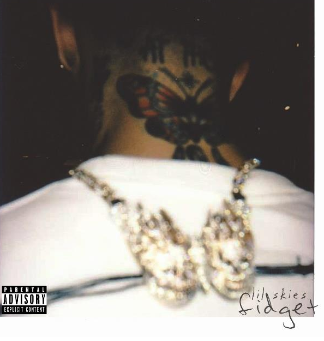 PARENTAL
ADVISORY
EXPLICIT CONTENT
lil skies
fidget